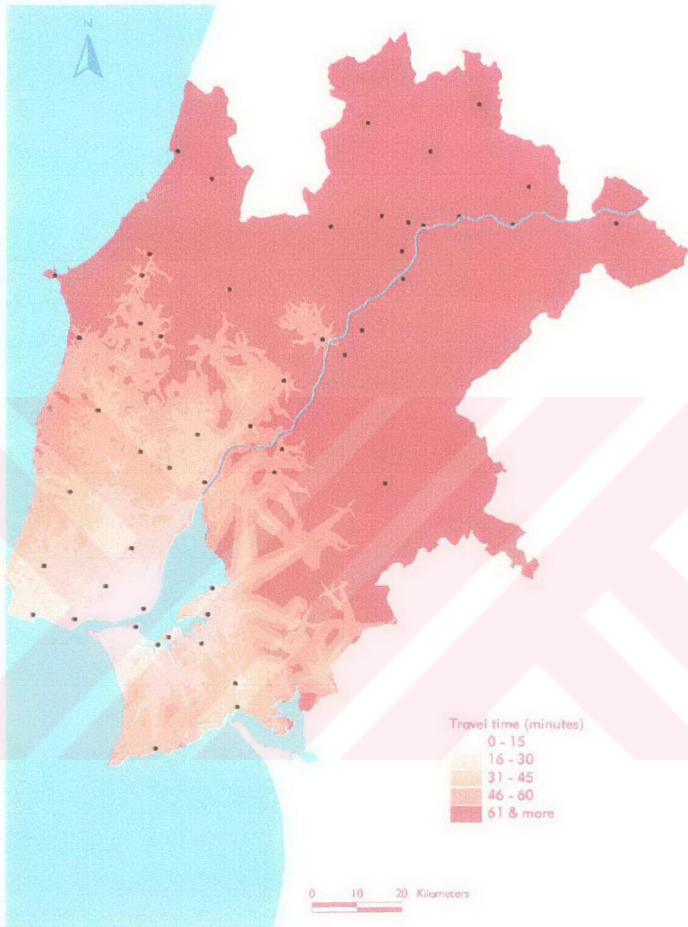 N
Travel time (minutes)
0 - 15
16 - 30
31 - 45
46 - 60
61 & more
0 10 20 Kilometers